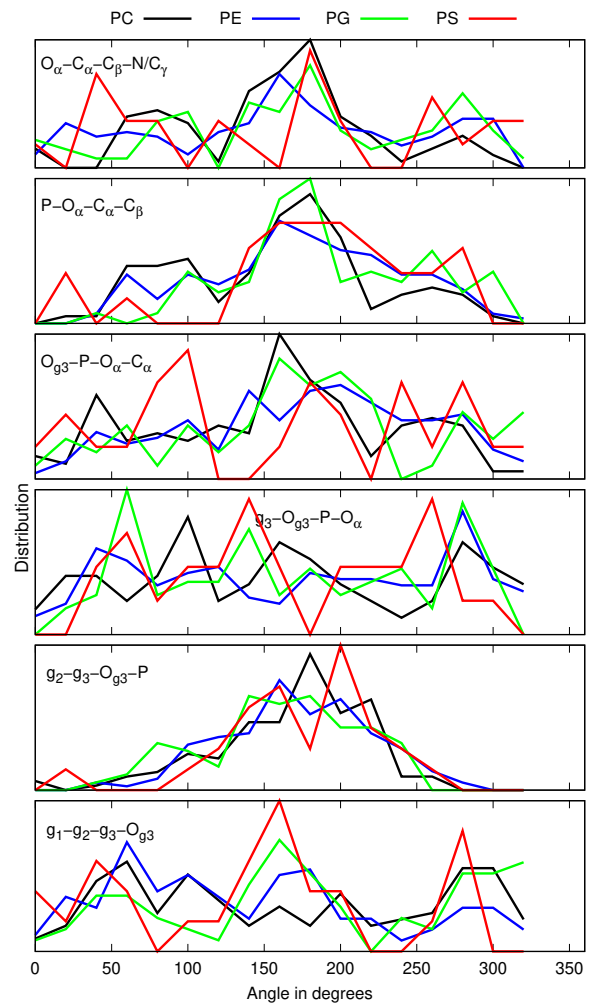 PC PE PG PS
Oα–Cα–Cβ–N/Cγ
P–Oα–Cα–Cβ
Og3–P–Oα–Cα
g3–Og3–P–Oα
Distribution
g2–g3–Og3–P
g1–g2–g3–Og3
0 50 100 150 200 250 300 350
Angle in degrees